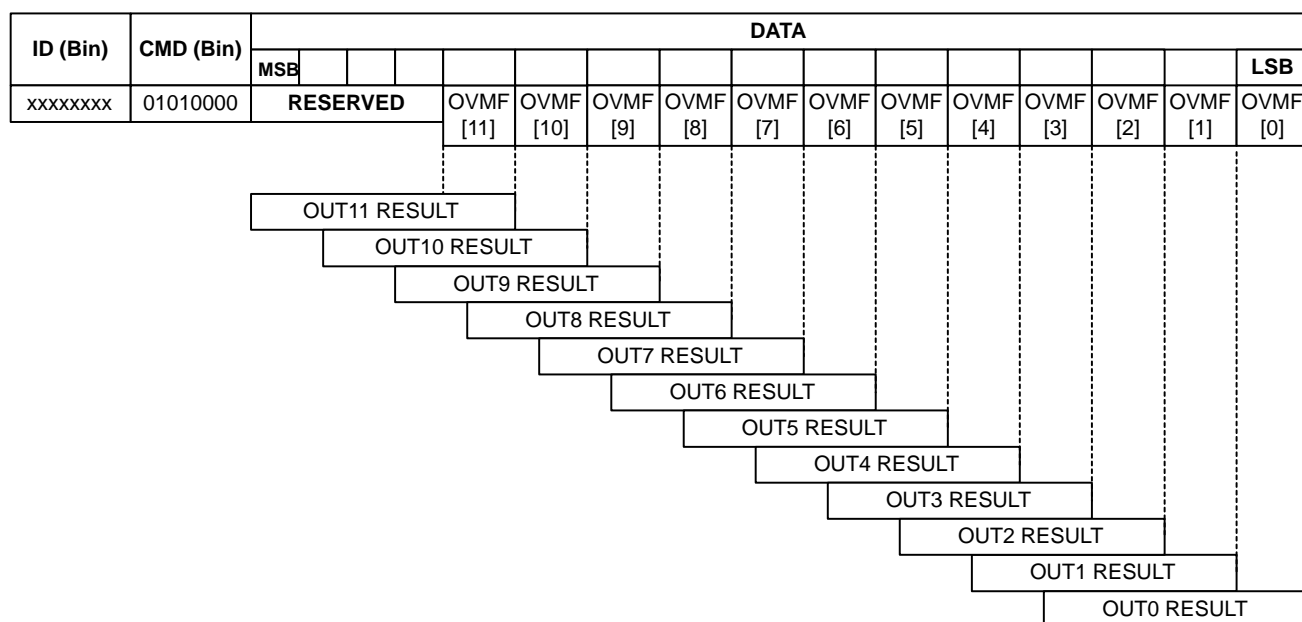 DATA
ID (Bin) CMD (Bin)
MSB LSB
xxxxxxxx 01010000 RESERVED OVMF OVMF OVMF OVMF OVMF OVMF OVMF OVMF OVMF OVMF OVMF OVMF
[11] [10] [9] [8] [7] [6] [5] [4] [3] [2] [1] [0]
OUT11 RESULT
OUT10 RESULT
OUT9 RESULT
OUT8 RESULT
OUT7 RESULT
OUT6 RESULT
OUT5 RESULT
OUT4 RESULT
OUT3 RESULT
OUT2 RESULT
OUT1 RESULT
OUT0 RESULT